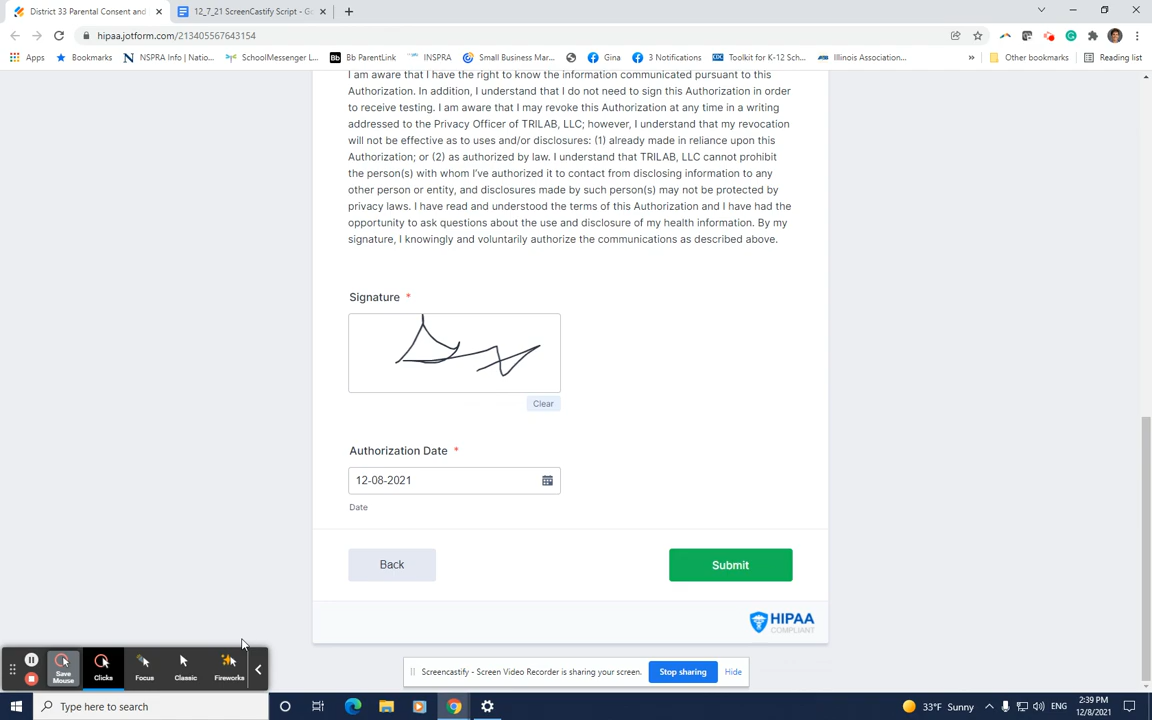 District 33 Parental Consent and
12_7_21 ScreenCastify Script - G
hipaa.jotform.com/213405567643154
Apps
Bookmarks
NSPRA Info | Natio...
SchoolMessenger L...
Bb ParentLink
INSPRA
Small Business Mar...
Gina
3 Notifications
Toolkit for K-12 Sch...
Illinois Association...
»
Other bookmarks
Reading list
I am aware that I have the right to know the information communicated pursuant to this
Authorization. In addition, I understand that I do not need to sign this Authorization in order
to receive testing. I am aware that I may revoke this Authorization at any time in a writing
addressed to the Privacy Officer of TRILAB, LLC; however, I understand that my revocation
will not be effective as to uses and/or disclosures: (1) already made in reliance upon this
Authorization; or (2) as authorized by law. I understand that TRILAB, LLC cannot prohibit
the person(s) with whom I've authorized it to contact from disclosing information to any
other person or entity, and disclosures made by such person(s) may not be protected by
privacy laws. I have read and understood the terms of this Authorization and I have had the
opportunity to ask questions about the use and disclosure of my health information. By my
signature, I knowingly and voluntarily authorize the communications as described above.
Signature *
Clear
Authorization Date *
12-08-2021
Date
Back
Submit
HIPAA
COMPLIANT
Save
Mouse
Clicks
Focus
Classic
Fireworks
Screencastify - Screen Video Recorder is sharing your screen.
Stop sharing
Hide
Type here to search
33°F Sunny
ENG
2:39 PM
12/8/2021